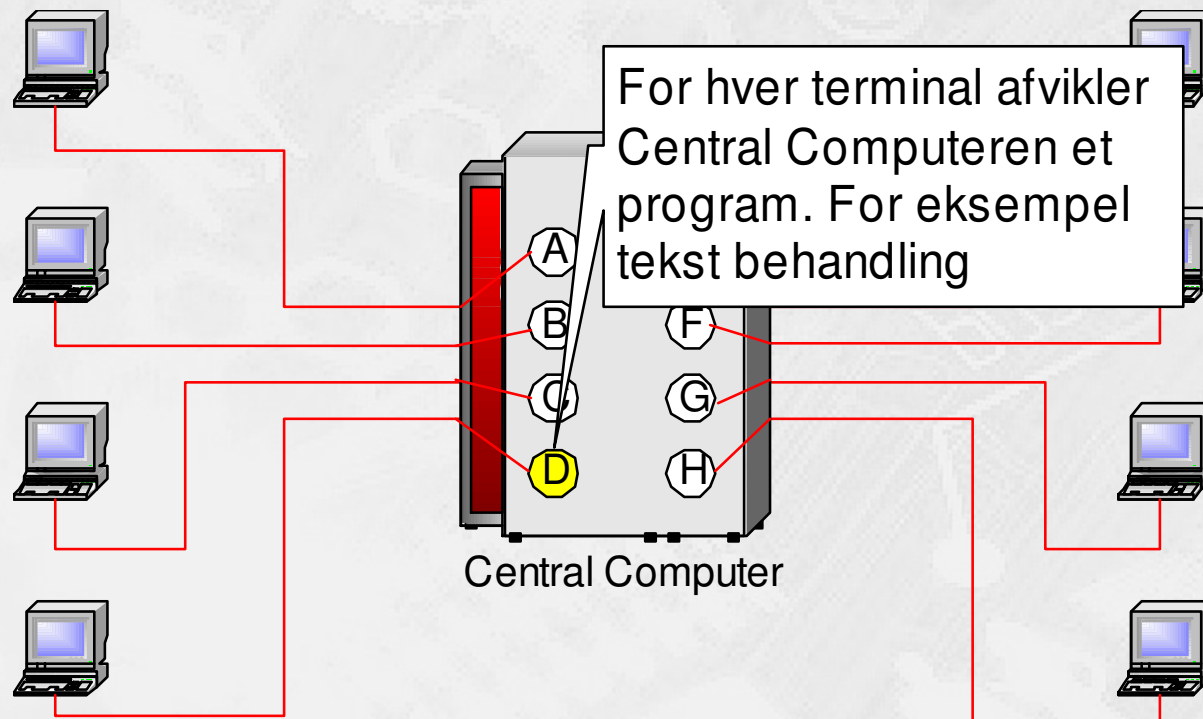 For hver terminal afvikler
Central Computeren et
program. For eksempel
tekst behandling
A
B
F
C
G
D
H
Central Computer